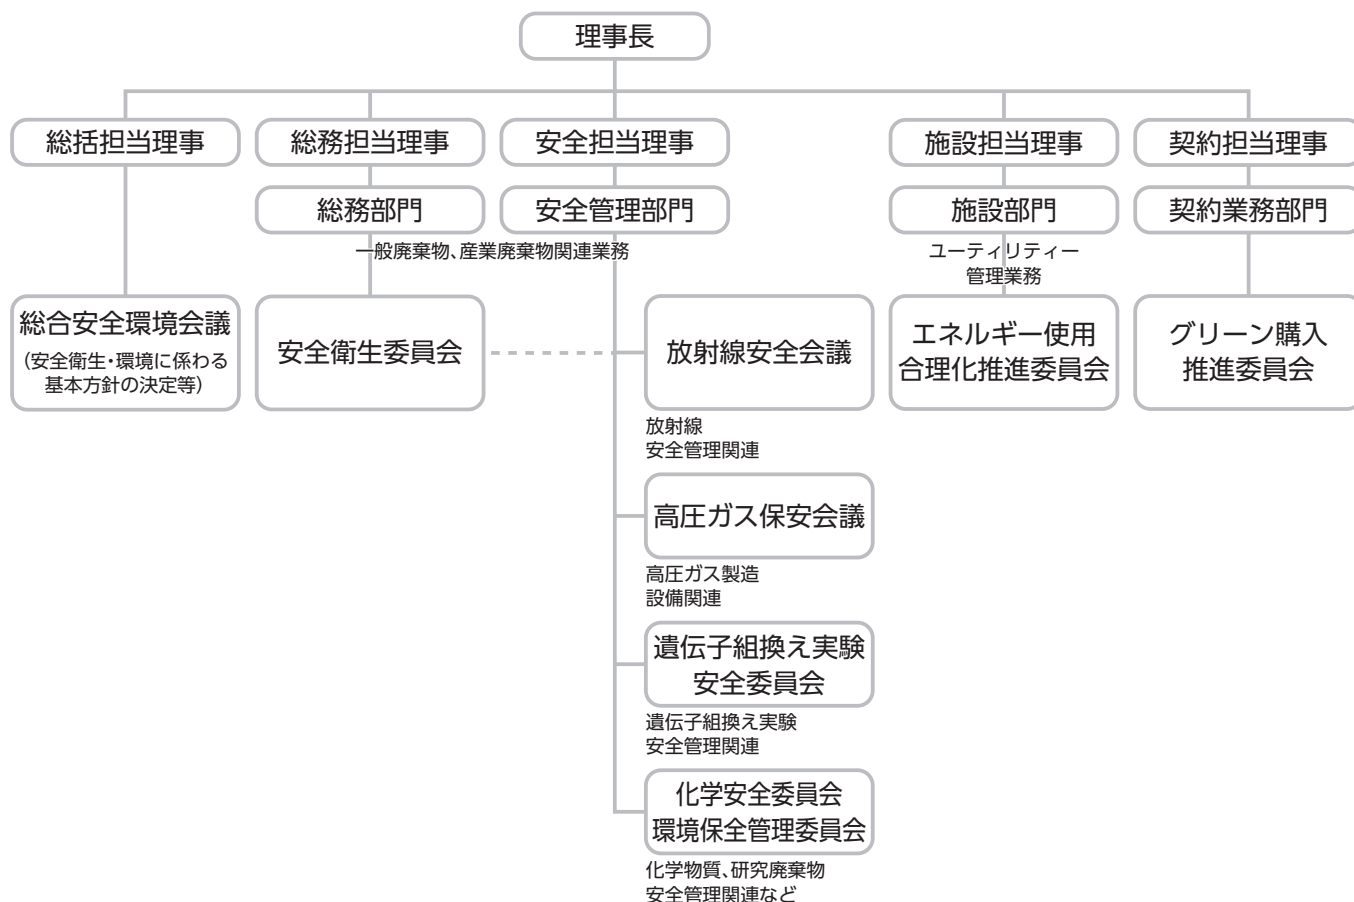 理事長
総括担当理事
総務担当理事
安全担当理事
施設担当理事
契約担当理事
総務部門
安全管理部門
施設部門
契約業務部門
一般廃棄物、産業廃棄物関連業務
ユーティリティー
管理業務
総合安全環境会議
(安全衛生・環境に係わる
基本方針の決定等)
安全衛生委員会
放射線安全会議
エネルギー使用
合理化推進委員会
グリーン購入
推進委員会
放射線
安全管理関連
高圧ガス保安会議
高圧ガス製造
設備関連
遺伝子組換え実験
安全委員会
遺伝子組換え実験
安全管理関連
化学安全委員会
環境保全管理委員会
化学物質、研究廃棄物
安全管理関連など